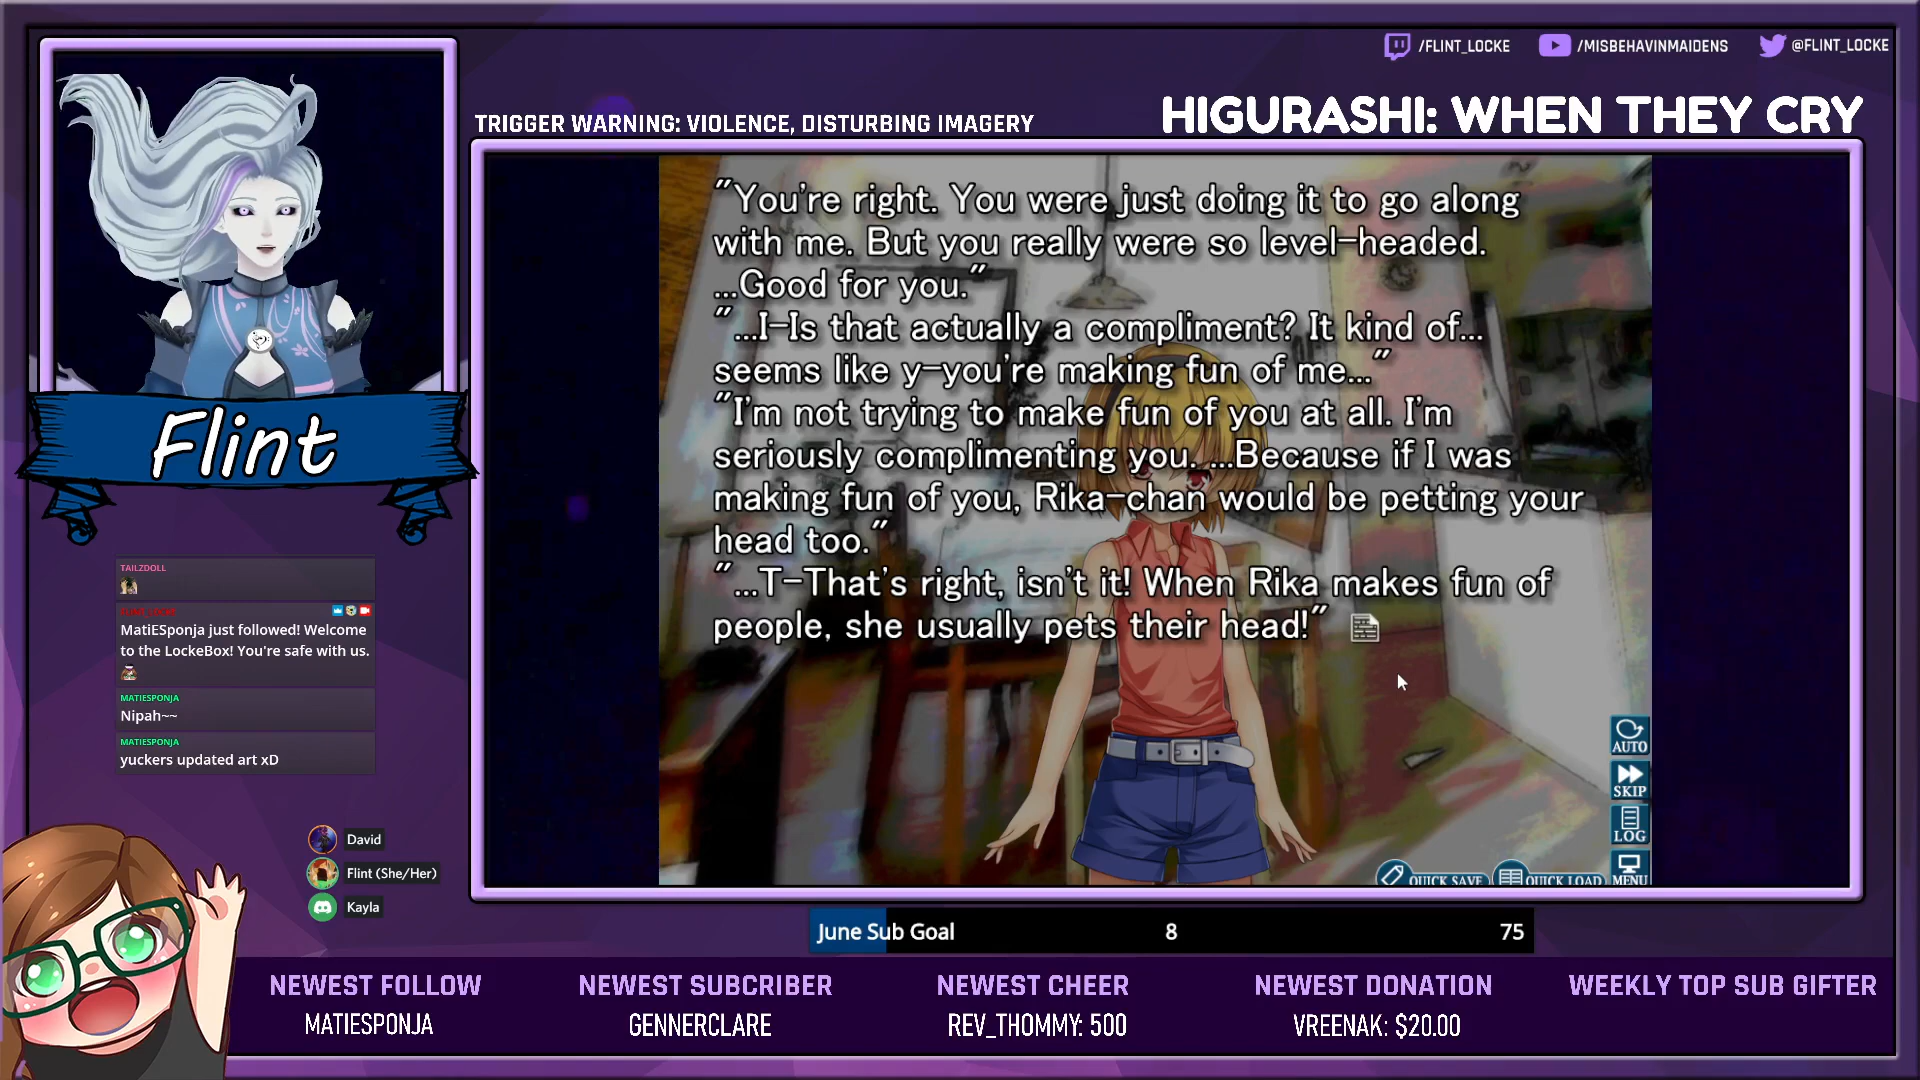 /FLINT_LOCKE
/MISBEHAVINMAIDENS
@FLINT_LOCKE
TRIGGER WARNING: VIOLENCE, DISTURBING IMAGERY
HIGURASHI: WHEN THEY CRY
"You're right. You were just doing it to go along
with me. But you really were so level-headed.
...Good for you."
"...I-Is that actually a compliment? It kind of...
seems like y-you're making fun of me..."
"I'm not trying to make fun of you at all. I'm
seriously complimenting you. ...Because if I was
making fun of you, Rika-chan would be petting your
head too."
"...T-That's right, isn't it! When Rika makes fun of
people, she usually pets their head!"
Flint
TAILZDOLL
FLINT_LOCKE
MatiESponja just followed! Welcome
to the LockeBox! You're safe with us.
MATIESPONJA
Nipah~~
MATIESPONJA
yuckers updated art xD
David
Flint (She/Her)
Kayla
AUTO
SKIP
LOG
MENU
QUICK SAVE
QUICK LOAD
June Sub Goal
8
75
NEWEST FOLLOW
MATIESPONJA
NEWEST SUBCRIBER
GENNERCLARE
NEWEST CHEER
REV_THOMMY: 500
NEWEST DONATION
VREENAK: $20.00
WEEKLY TOP SUB GIFTER